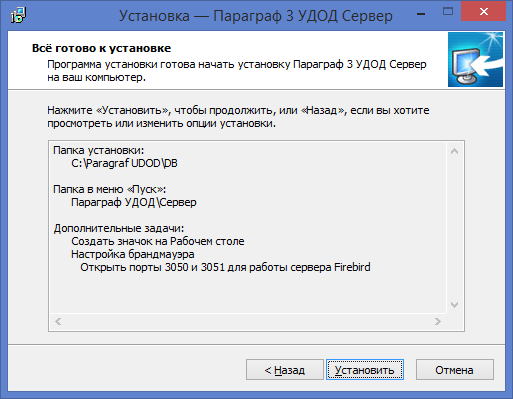 Установка — Параграф 3 УДОД Сервер
Всё готово к установке
Программа установки готова начать установку Параграф 3 УДОД Сервер
на ваш компьютер.
Нажмите «Установить», чтобы продолжить, или «Назад», если вы хотите
просмотреть или изменить опции установки.
Папка установки:
C:\Paragraf UDOD\DB
Папка в меню «Пуск»:
Параграф УДОД\Сервер
Дополнительные задачи:
Создать значок на Рабочем столе
Настройка брандмауэра
Открыть порты 3050 и 3051 для работы сервера Firebird
< Назад
Установить
Отмена